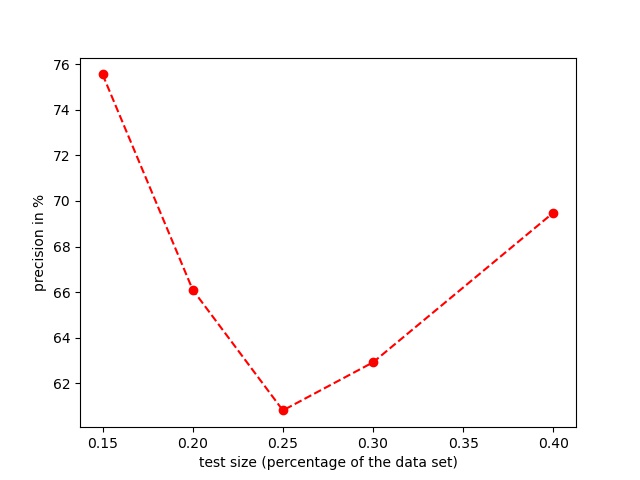 76
74
72
70
68
66
64
62
precision in %
0.15 0.20 0.25 0.30 0.35 0.40
test size (percentage of the data set)